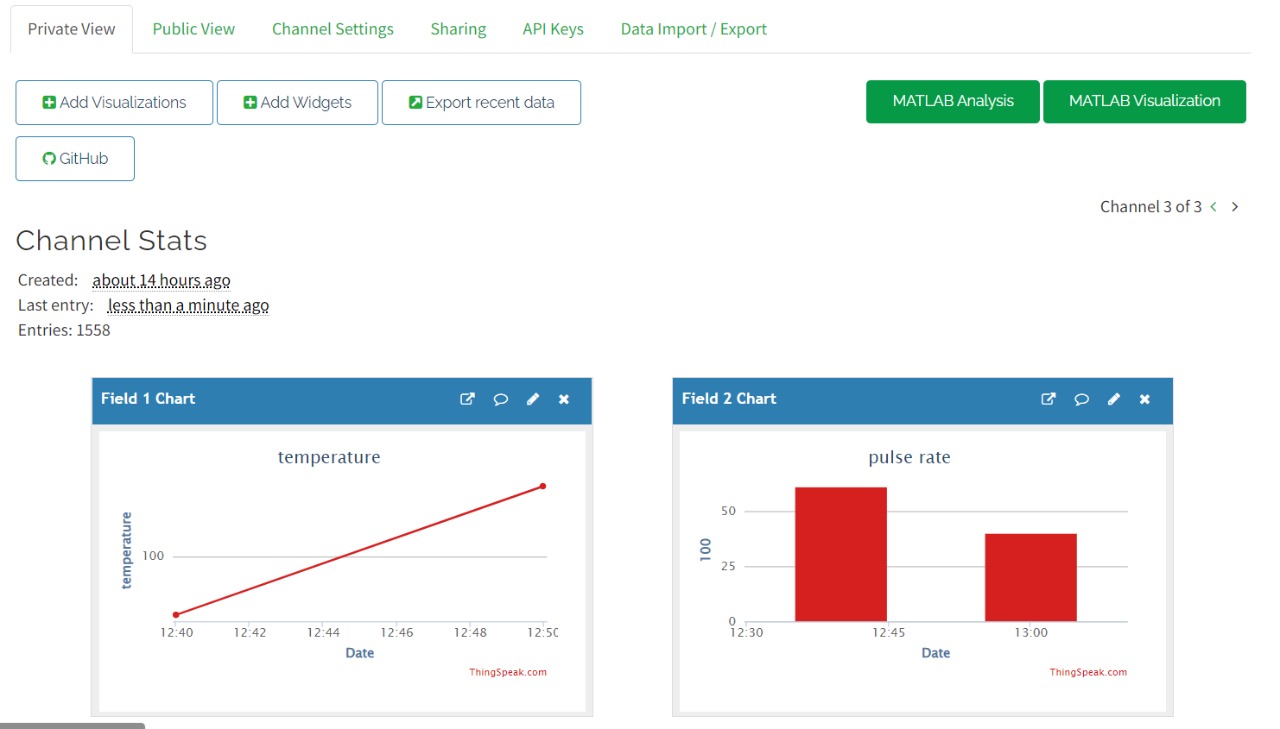 Private View Public View Channel Settings Sharing API Keys Data Import / Export
Add Visualizations Add Widgets Export recent data MATLAB Analysis MATLAB Visualization
GitHub
Channel 3 of 3
Channel Stats
Created: about 14 hours ago
Last entry: less than a minute ago
Entries: 1558
Field 1 Chart
temperature
temperature
100
12:40 12:42 12:44 12:46 12:48 12:50
Date
ThingSpeak.com
Field 2 Chart
pulse rate
100
50
25
0
12:30 12:45 13:00
Date
ThingSpeak.com